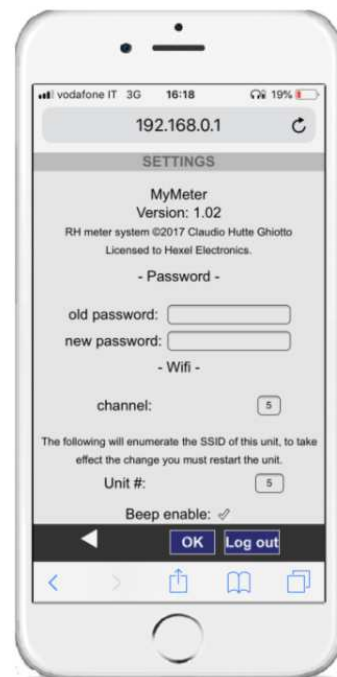 vodafone IT 3G 16:18 19%
192.168.0.1
SETTINGS
MyMeter
Version: 1.02
RH meter system ©2017 Claudio Hutte Ghiotto
Licensed to Hexel Electronics.
- Password -
old password:
new password:
- Wifi -
channel: 5
The following will enumerate the SSID of this unit, to take
effect the change you must restart the unit.
Unit #: 5
Beep enable:
OK Log out